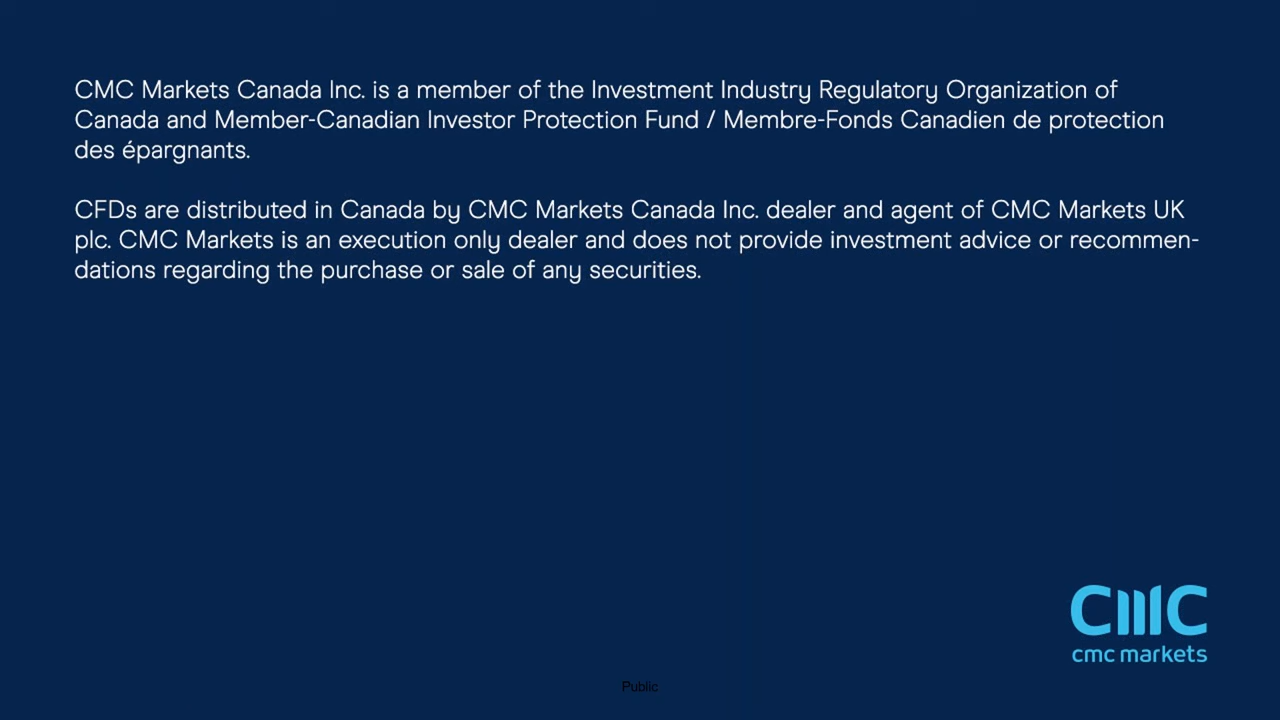 CMC Markets Canada Inc. is a member of the Investment Industry Regulatory Organization of
Canada and Member-Canadian Investor Protection Fund / Membre-Fonds Canadien de protection
des épargnants.
CFDs are distributed in Canada by CMC Markets Canada Inc. dealer and agent of CMC Markets UK
plc. CMC Markets is an execution only dealer and does not provide investment advice or recommen-
dations regarding the purchase or sale of any securities.
CMC
cmc markets
Public